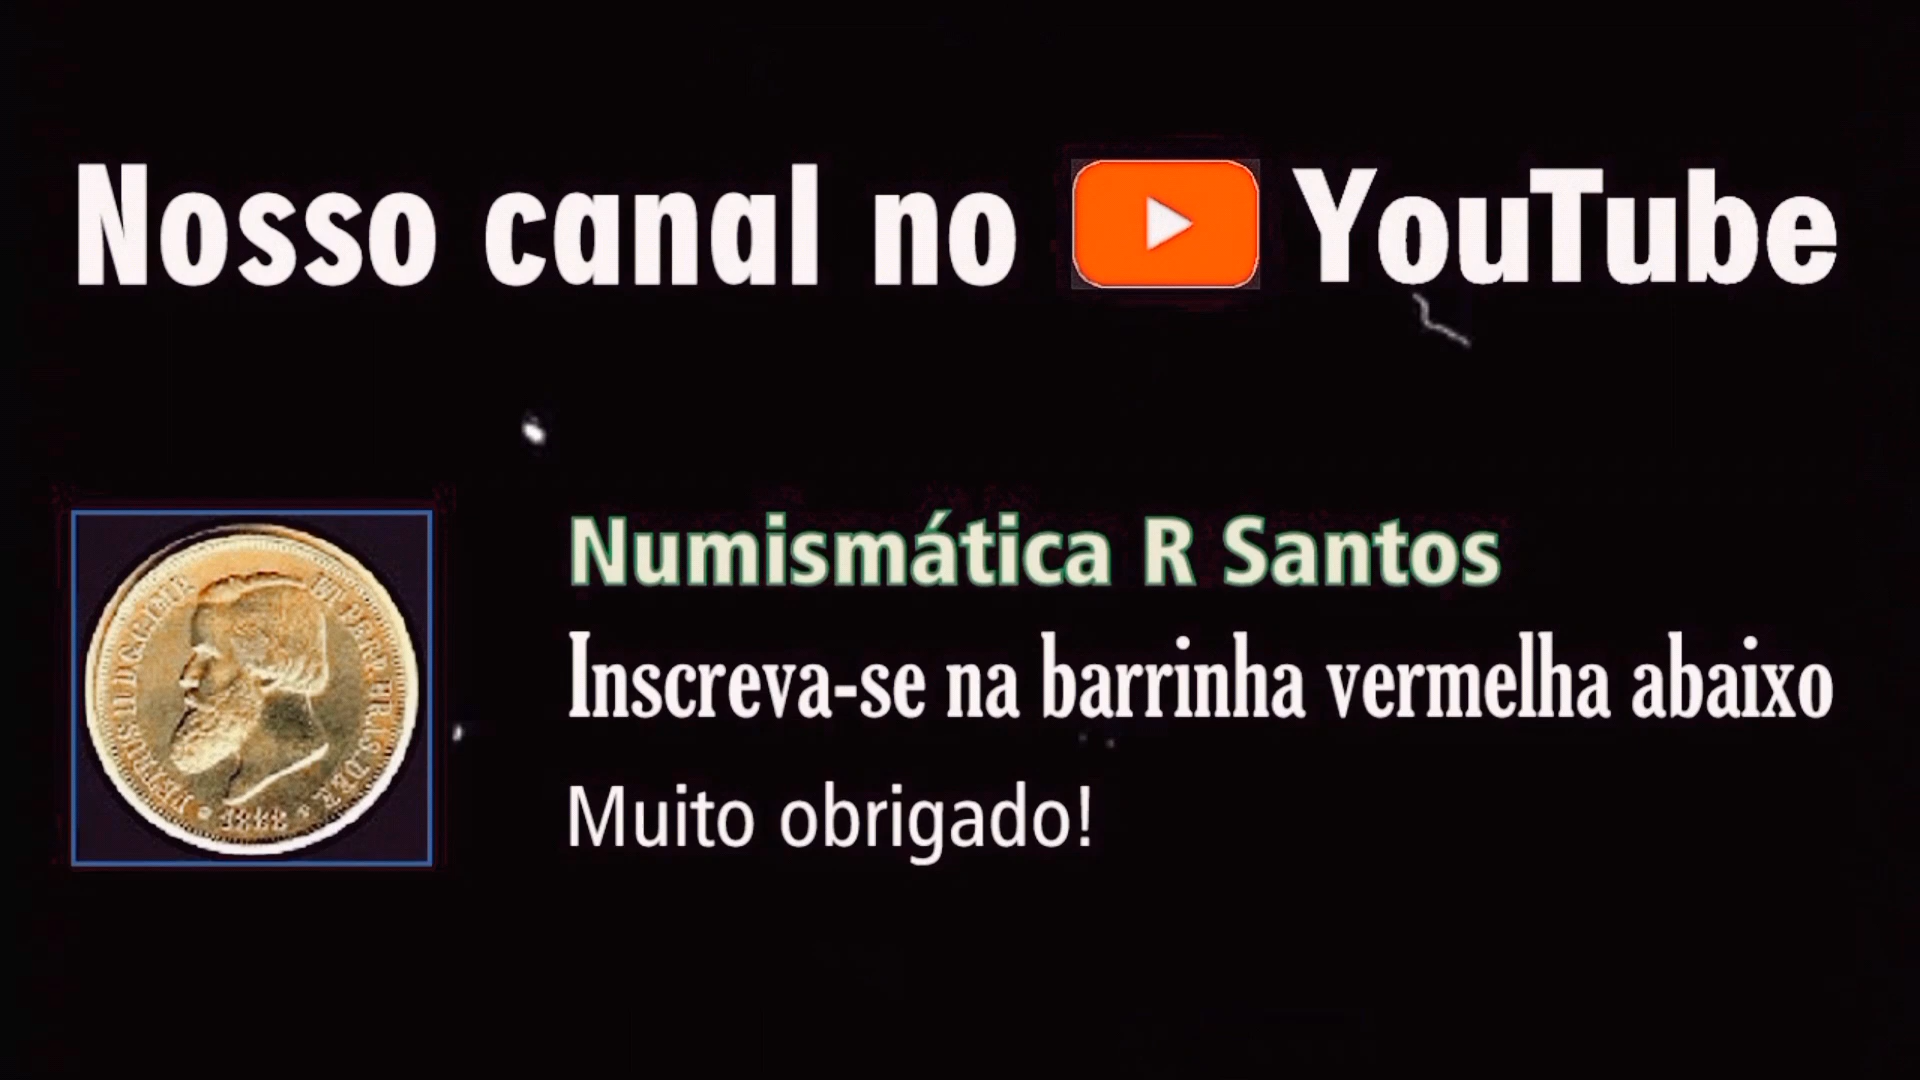 Nosso canal no YouTube
Numismática R Santos
Inscreva-se na barrinha vermelha abaixo
Muito obrigado!